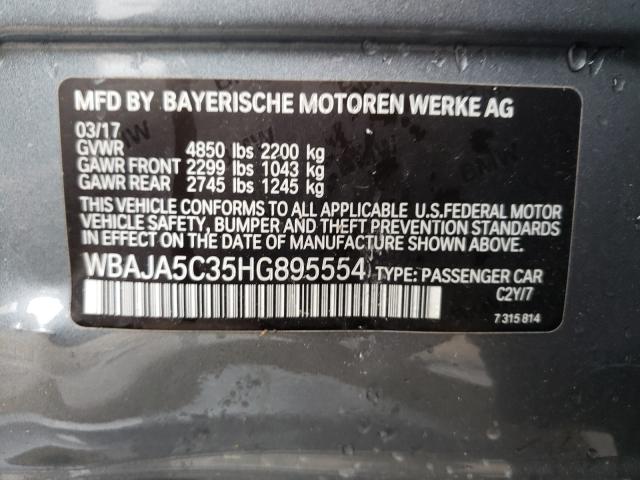 MFD BY BAYERISCHE MOTOREN WERKE AG
03/17
GVWR 4850 lbs 2200 kg
GAWR FRONT 2299 lbs 1043 kg
GAWR REAR 2745 lbs 1245 kg
THIS VEHICLE CONFORMS TO ALL APPLICABLE U.S.FEDERAL MOTOR
VEHICLE SAFETY, BUMPER AND THEFT PREVENTION STANDARDS
IN EFFECT ON THE DATE OF MANUFACTURE SHOWN ABOVE.
WBAJA5C35HG895554 TYPE: PASSENGER CAR
C2Y/7
7 315 814